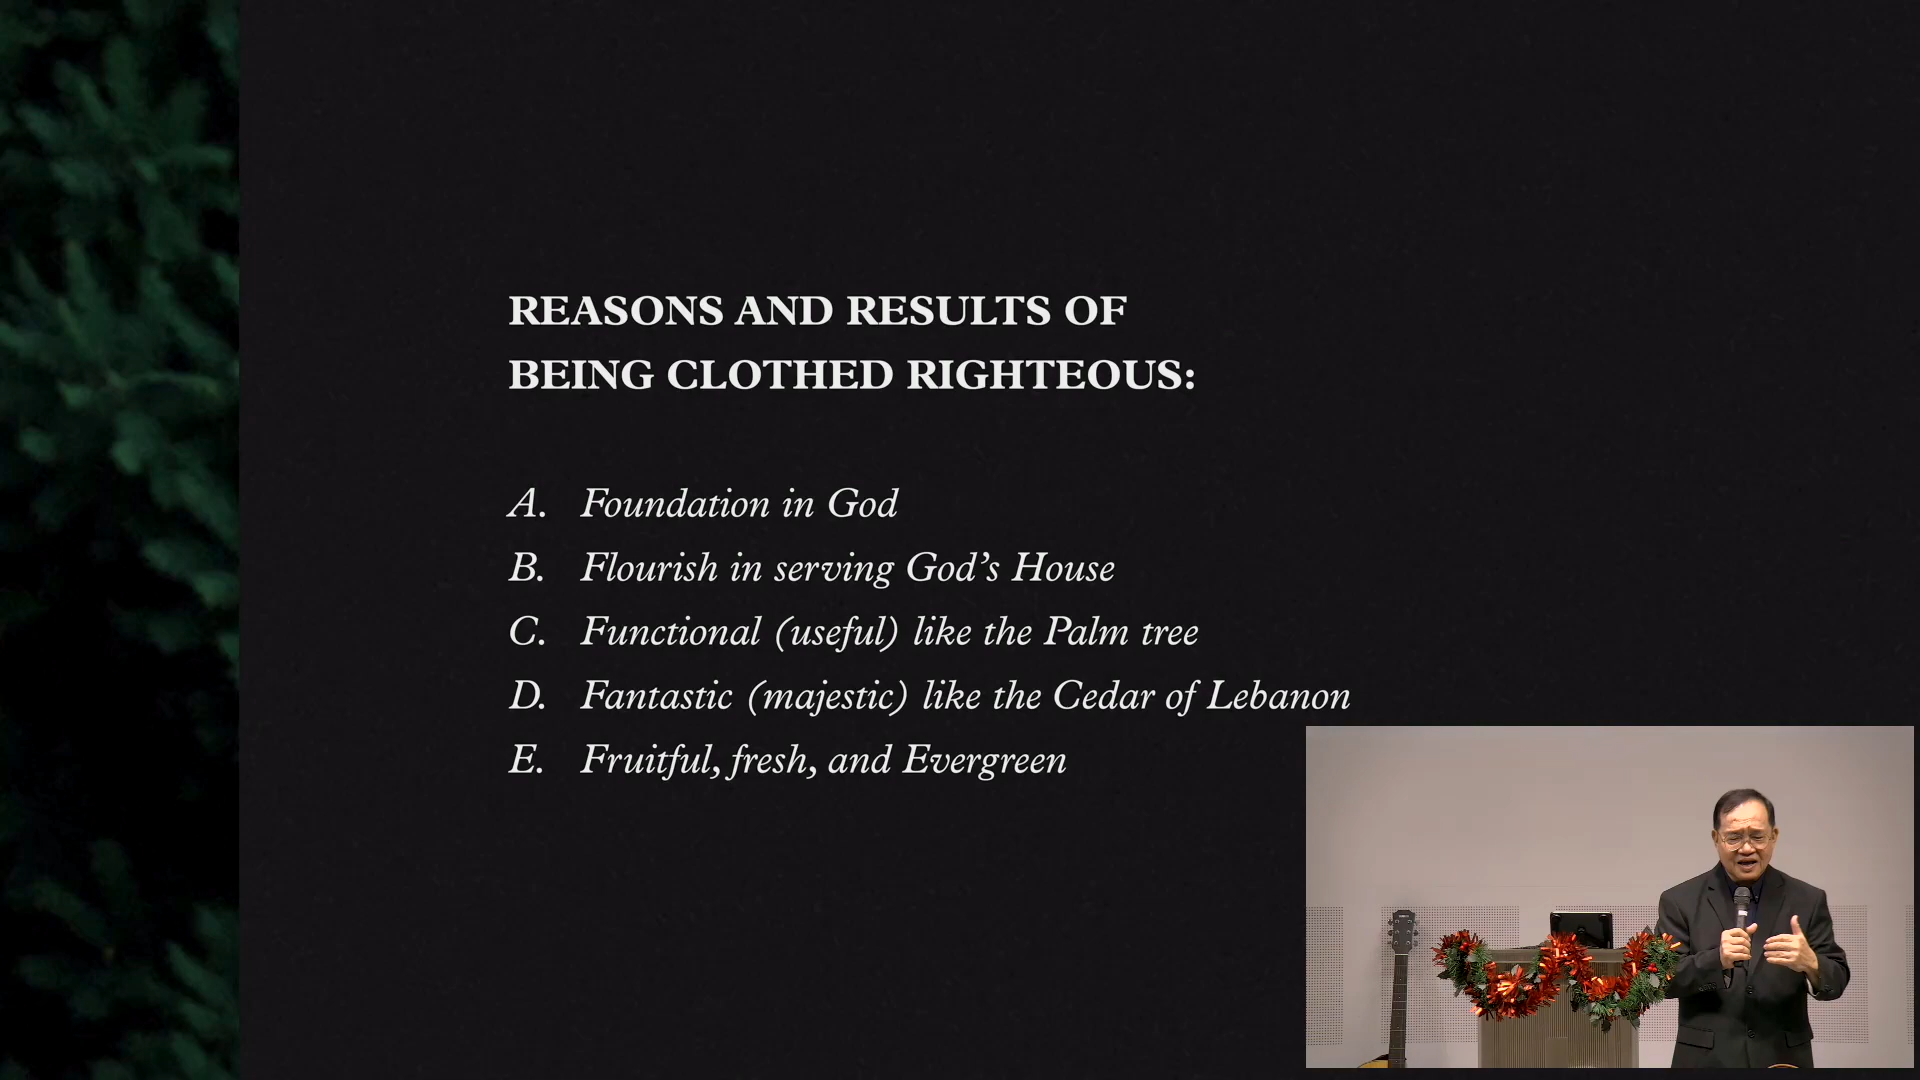 REASONS AND RESULTS OF
BEING CLOTHED RIGHTEOUS:
A. Foundation in God
B. Flourish in serving God’s House
C. Functional (useful) like the Palm tree
D. Fantastic (majestic) like the Cedar of Lebanon
E. Fruitful, fresh, and Evergreen